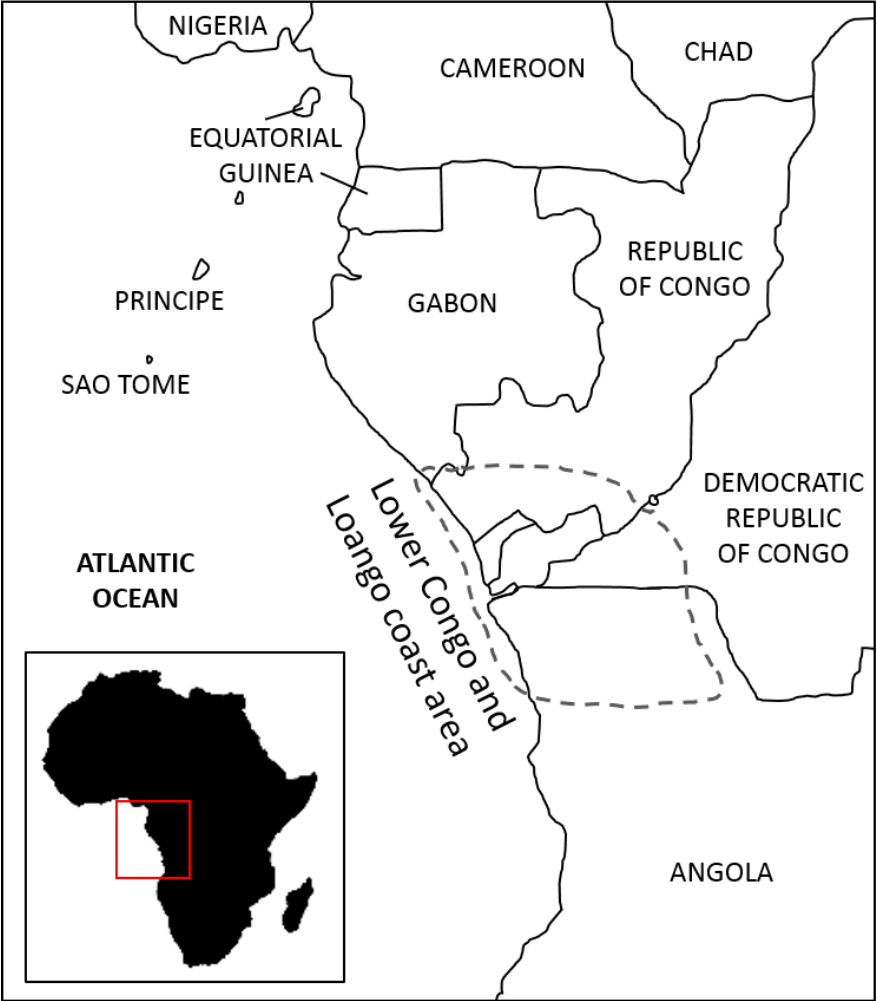 NIGERIA
CAMEROON
CHAD
EQUATORIAL
GUINEA
REPUBLIC
OF CONGO
PRINCIPE
GABON
SAO TOME
DEMOCRATIC
REPUBLIC
OF CONGO
Lower Congo and
Loango coast area
ATLANTIC
OCEAN
ANGOLA